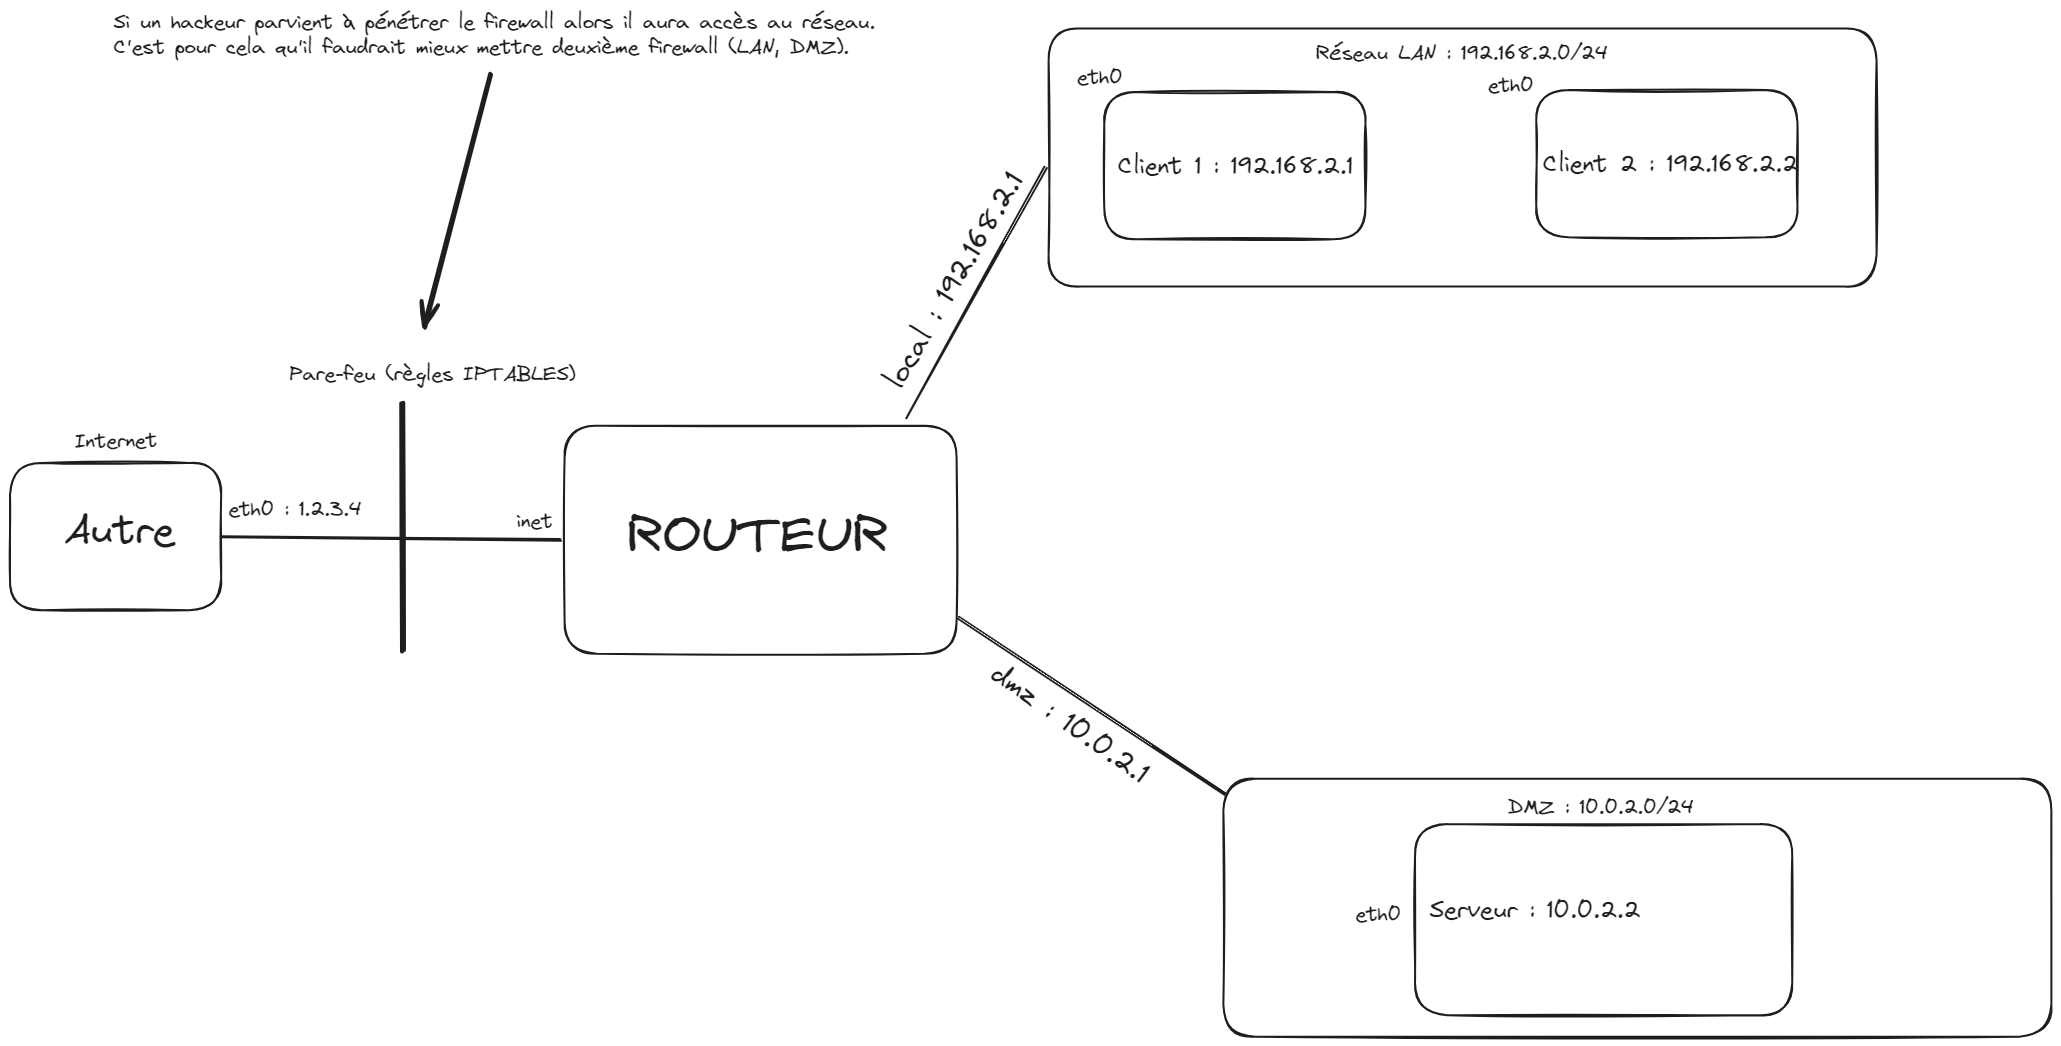 Si un hackeur parvient à pénétrer le firewall alors il aura accès au réseau.
C'est pour cela qu'il faudrait mieux mettre deuxième firewall (LAN, DMZ).
Réseau LAN : 192.168.2.0/24
eth0
eth0
Client 1 : 192.168.2.1
Client 2 : 192.168.2.2
local : 192.168.2.1
Pare-feu (règles IPTABLES)
Internet
Autre
eth0 : 1.2.3.4
inet
ROUTEUR
dmz : 10.0.2.1
DMZ : 10.0.2.0/24
eth0
Serveur : 10.0.2.2